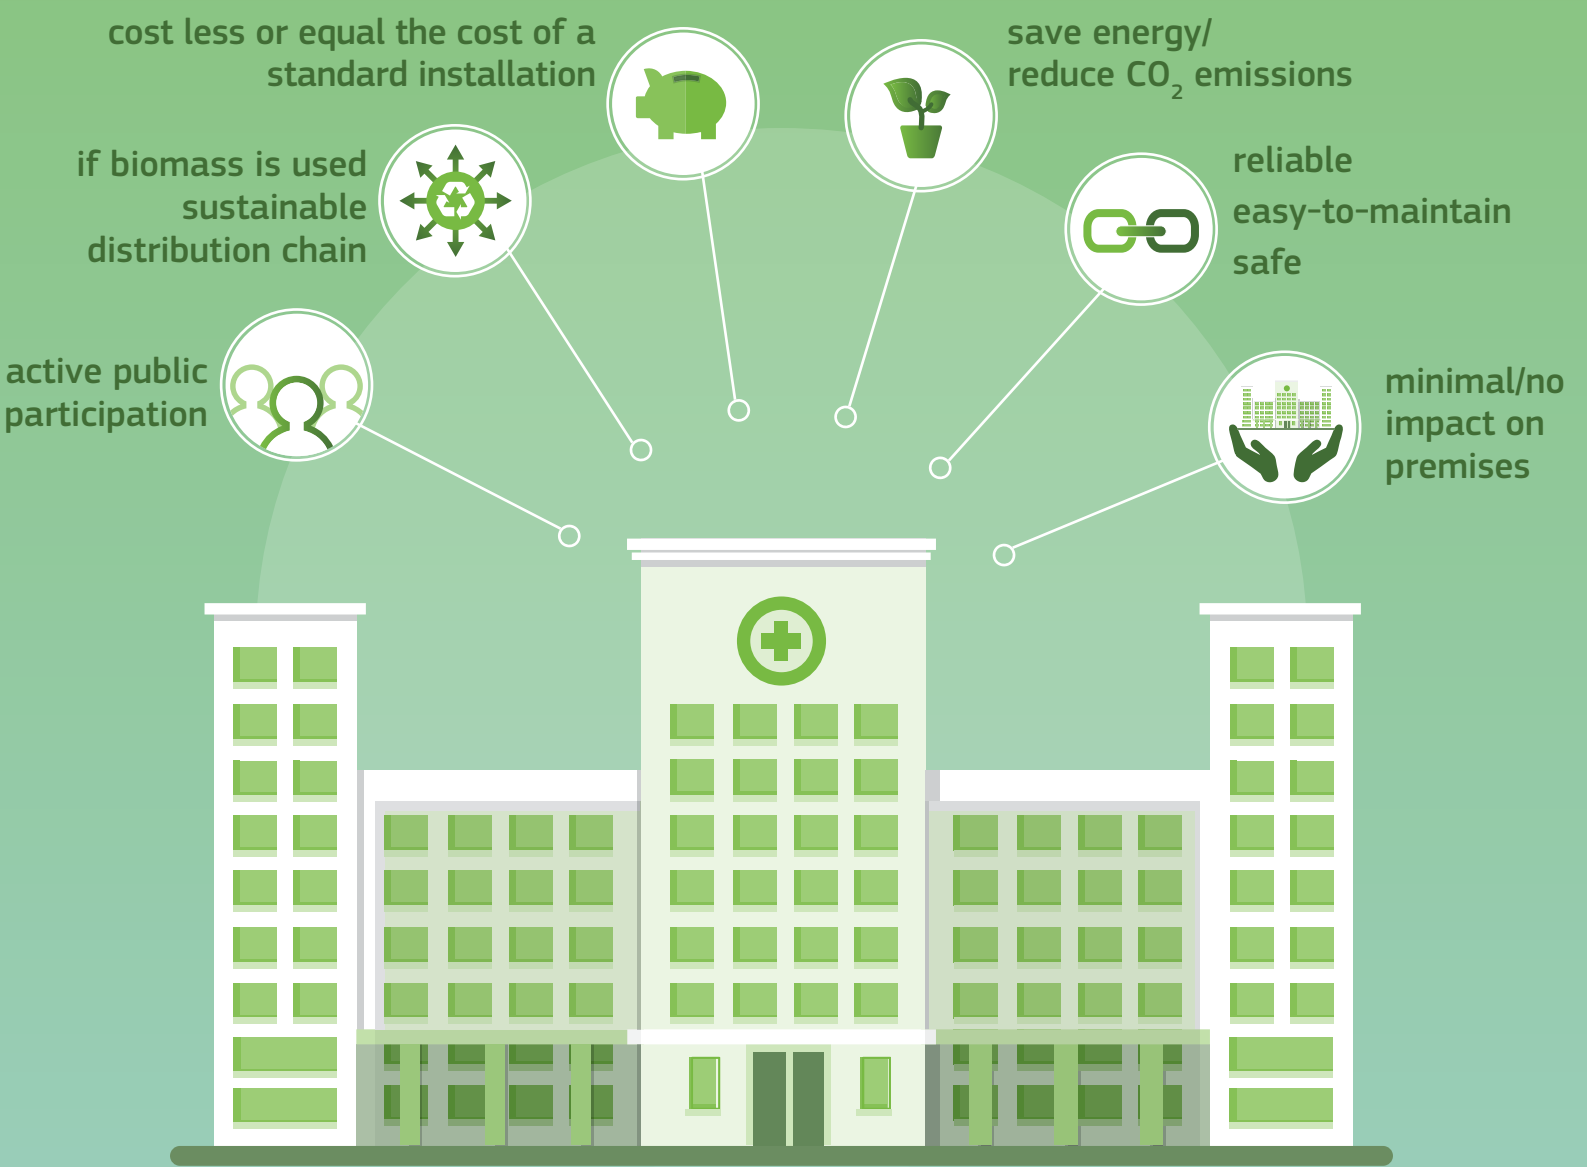 cost less or equal the cost of a
standard installation
save energy/
reduce CO₂ emissions
if biomass is used
sustainable
distribution chain
reliable
easy-to-maintain
safe
active public
participation
minimal/no
impact on
premises